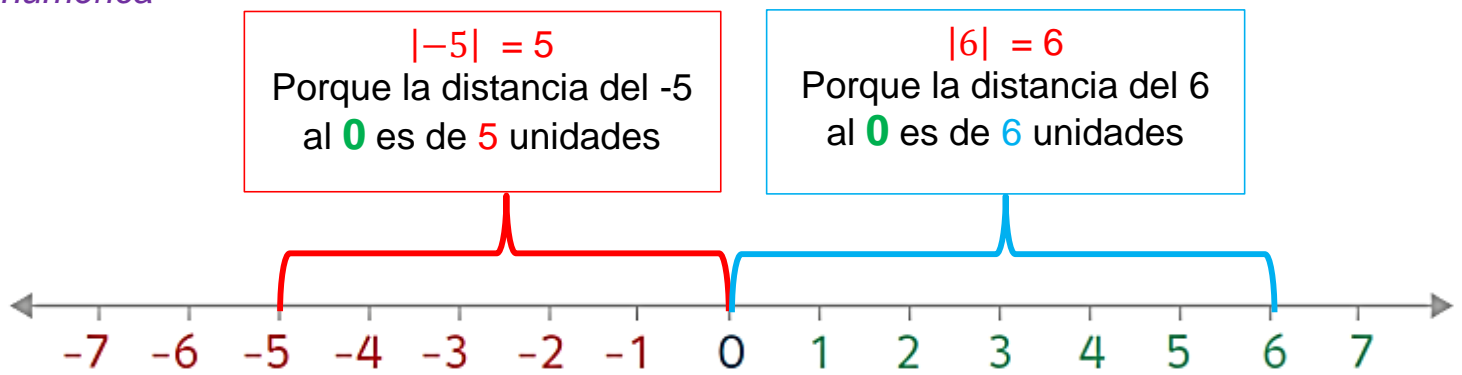 numérica
|−5| = 5
Porque la distancia del -5
al 0 es de 5 unidades
|6| = 6
Porque la distancia del 6
al 0 es de 6 unidades
-7 -6 -5 -4 -3 -2 -1 0 1 2 3 4 5 6 7